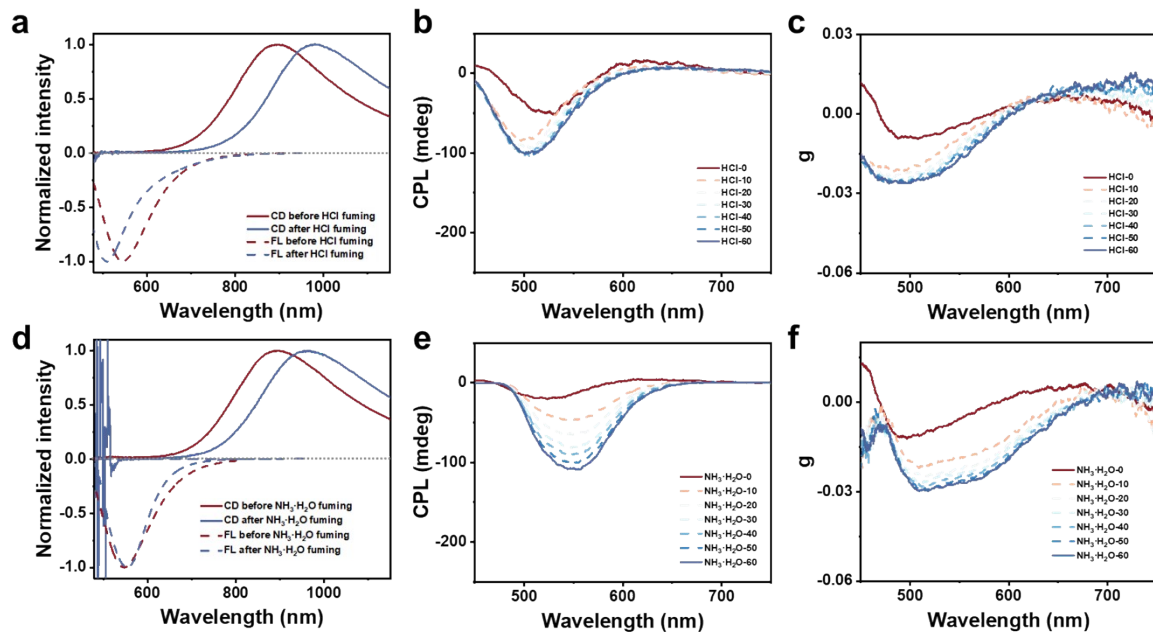 a
Normalized intensity
1.0
0.5
0.0
-0.5
-1.0
CD before HCl fuming
CD after HCl fuming
FL before HCl fuming
FL after HCl fuming
600
800
1000
Wavelength (nm)
b
CPL (mdeg)
0
-100
-200
HCl-0
HCl-10
HCl-20
HCl-30
HCl-40
HCl-50
HCl-60
500
600
700
Wavelength (nm)
c
g
0.03
0.00
-0.03
-0.06
HCl-0
HCl-10
HCl-20
HCl-30
HCl-40
HCl-50
HCl-60
500
600
700
Wavelength (nm)
d
Normalized intensity
1.0
0.5
0.0
-0.5
-1.0
CD before NH₃·H₂O fuming
CD after NH₃·H₂O fuming
FL before NH₃·H₂O fuming
FL after NH₃·H₂O fuming
600
800
1000
Wavelength (nm)
e
CPL (mdeg)
0
-100
-200
NH₃·H₂O-0
NH₃·H₂O-10
NH₃·H₂O-20
NH₃·H₂O-30
NH₃·H₂O-40
NH₃·H₂O-50
NH₃·H₂O-60
500
600
700
Wavelength (nm)
f
g
0.03
0.00
-0.03
-0.06
NH₃·H₂O-0
NH₃·H₂O-10
NH₃·H₂O-20
NH₃·H₂O-30
NH₃·H₂O-40
NH₃·H₂O-50
NH₃·H₂O-60
500
600
700
Wavelength (nm)